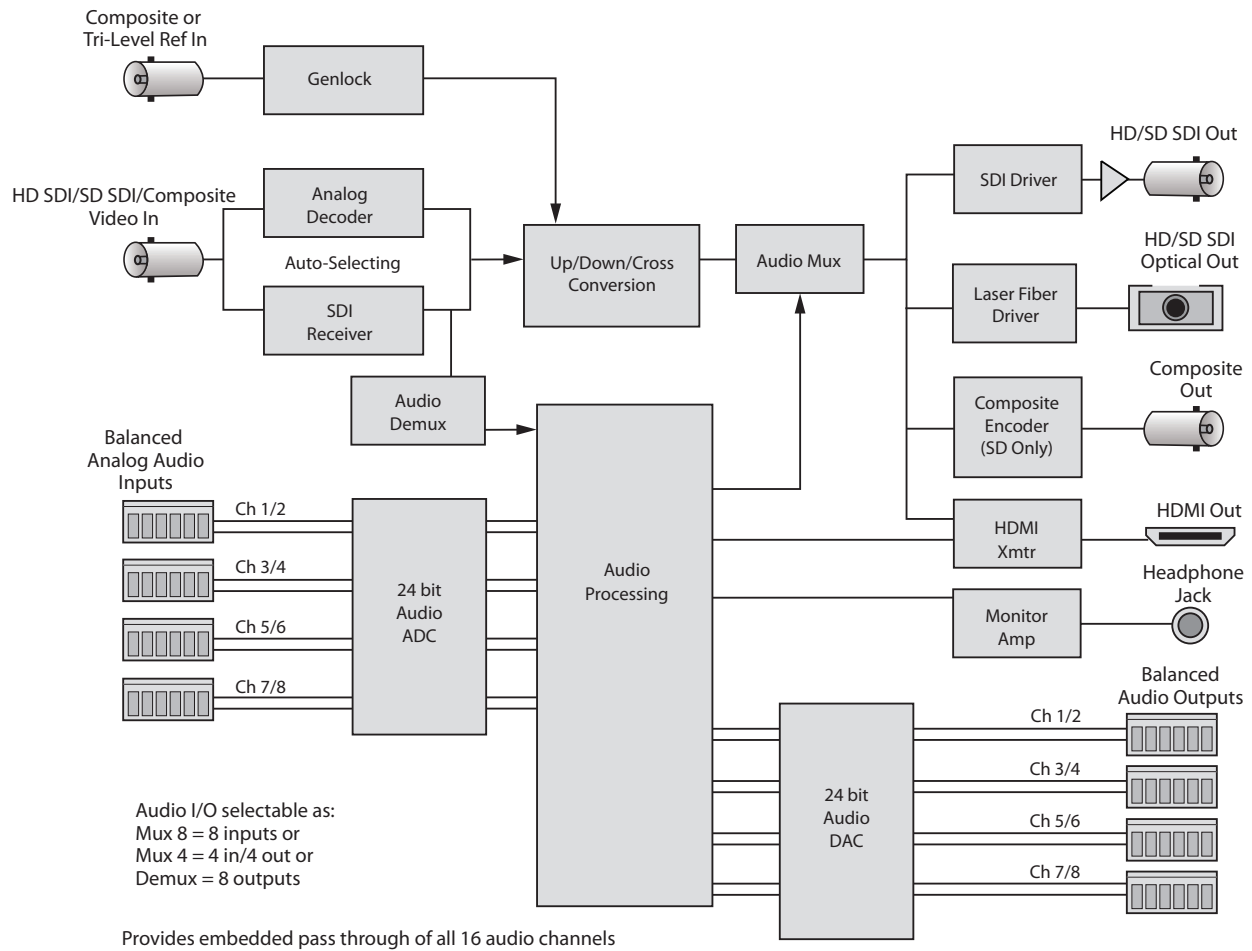 Composite or
Tri-Level Ref In
Genlock
HD SDI/SD SDI/Composite
Video In
Analog
Decoder
Auto-Selecting
SDI
Receiver
Audio
Demux
Up/Down/Cross
Conversion
Audio Mux
SDI Driver
HD/SD SDI Out
Laser Fiber
Driver
HD/SD SDI
Optical Out
Composite
Encoder
(SD Only)
Composite
Out
HDMI
Xmtr
HDMI Out
Monitor
Amp
Headphone
Jack
Balanced
Analog Audio
Inputs
Ch 1/2
Ch 3/4
Ch 5/6
Ch 7/8
24 bit
Audio
ADC
Audio
Processing
24 bit
Audio
DAC
Balanced
Audio Outputs
Ch 1/2
Ch 3/4
Ch 5/6
Ch 7/8
Audio I/O selectable as:
Mux 8 = 8 inputs or
Mux 4 = 4 in/4 out or
Demux = 8 outputs
Provides embedded pass through of all 16 audio channels